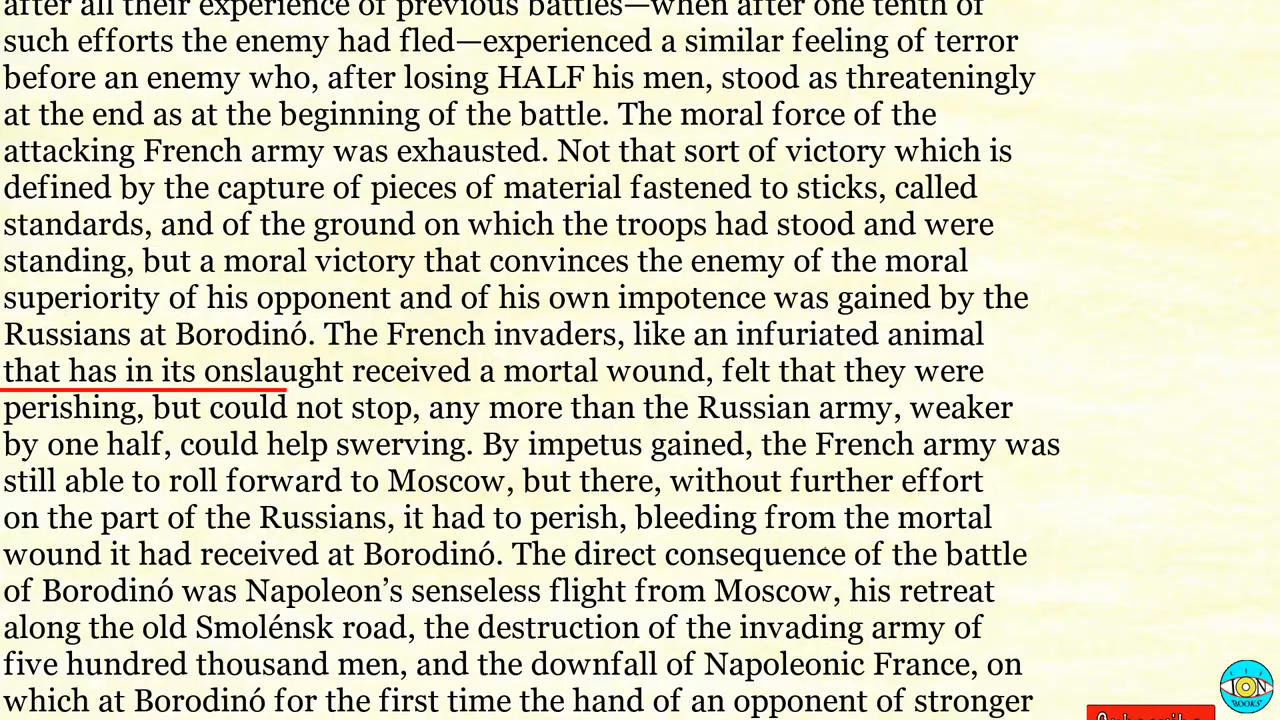 after all their experience of previous battles—when after one tenth of
such efforts the enemy had fled—experienced a similar feeling of terror
before an enemy who, after losing HALF his men, stood as threateningly
at the end as at the beginning of the battle. The moral force of the
attacking French army was exhausted. Not that sort of victory which is
defined by the capture of pieces of material fastened to sticks, called
standards, and of the ground on which the troops had stood and were
standing, but a moral victory that convinces the enemy of the moral
superiority of his opponent and of his own impotence was gained by the
Russians at Borodinó. The French invaders, like an infuriated animal
that has in its onslaught received a mortal wound, felt that they were
perishing, but could not stop, any more than the Russian army, weaker
by one half, could help swerving. By impetus gained, the French army was
still able to roll forward to Moscow, but there, without further effort
on the part of the Russians, it had to perish, bleeding from the mortal
wound it had received at Borodinó. The direct consequence of the battle
of Borodinó was Napoleon’s senseless flight from Moscow, his retreat
along the old Smolénsk road, the destruction of the invading army of
five hundred thousand men, and the downfall of Napoleonic France, on
which at Borodinó for the first time the hand of an opponent of stronger
ION
BOOKS